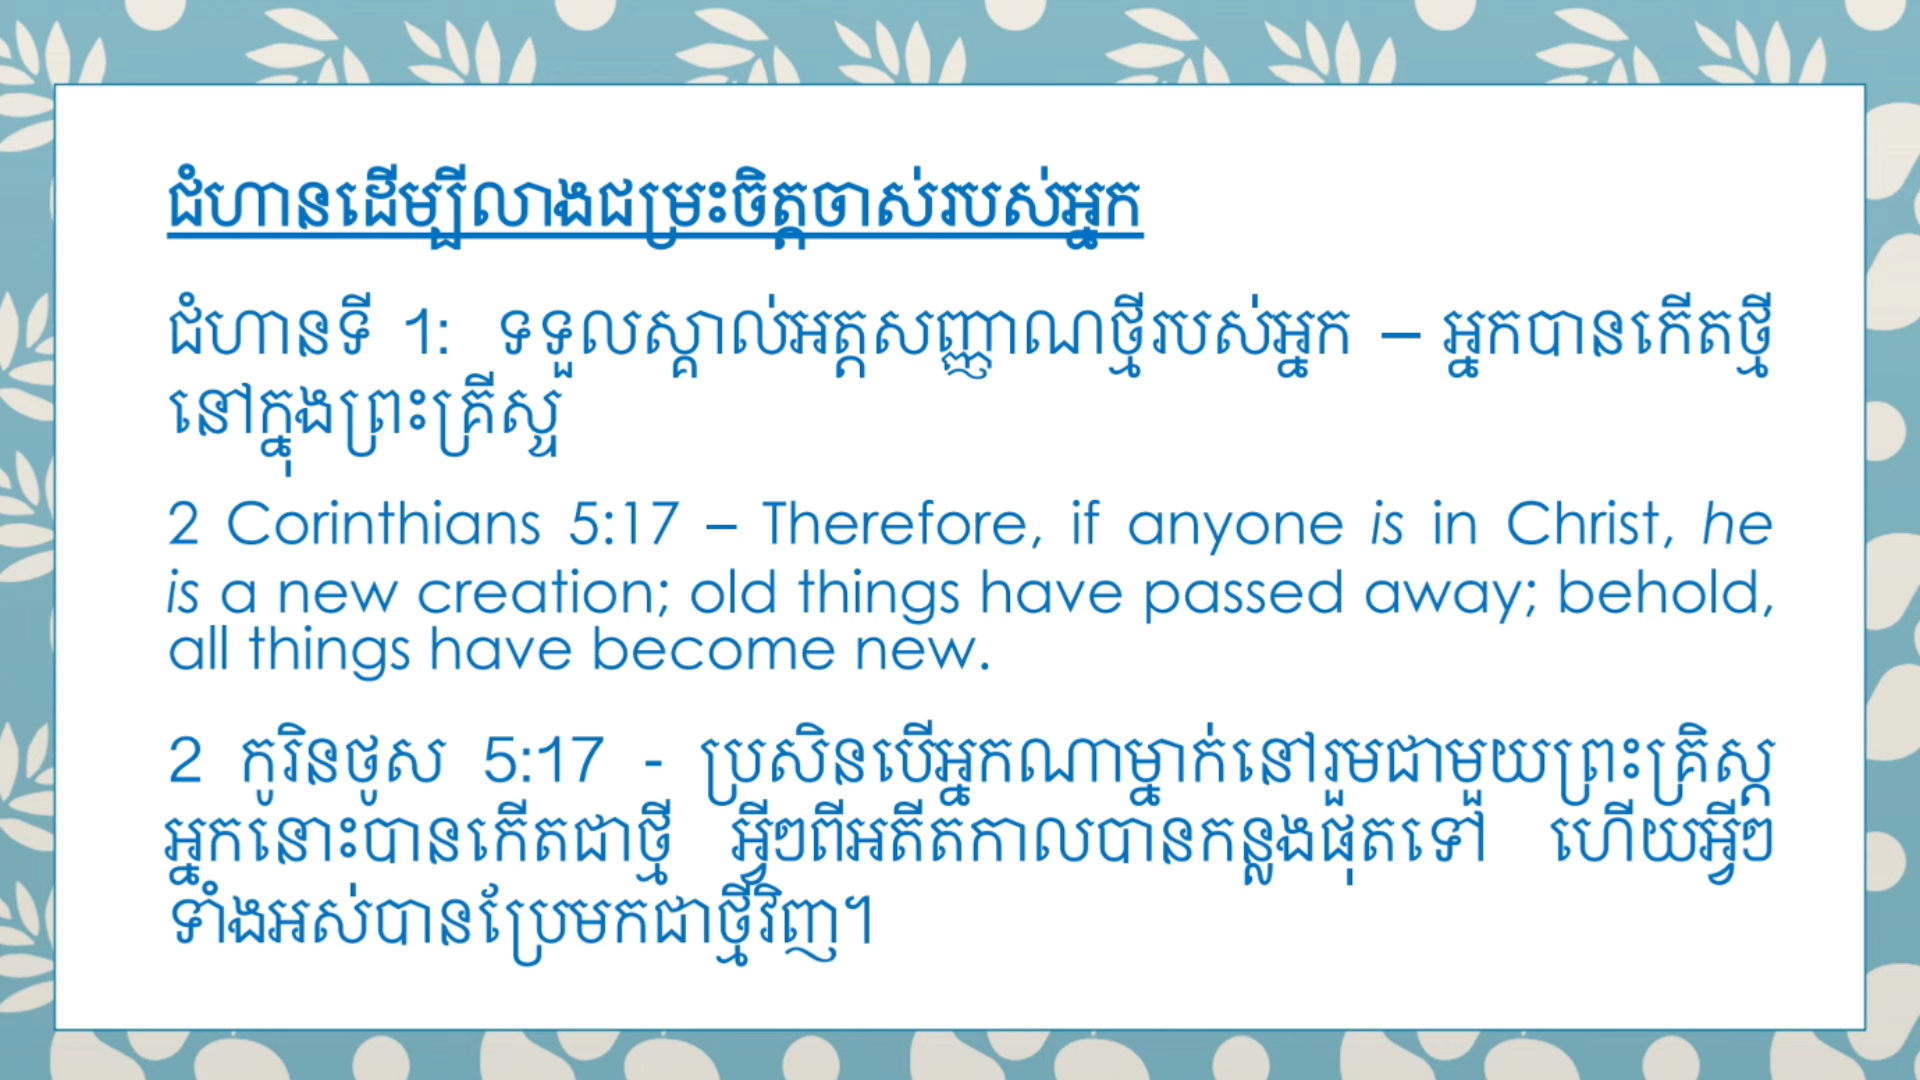 ជំហានដើម្បីលាងជម្រះចិត្តចាស់របស់អ្នក
ជំហានទី 1: ទទួលស្គាល់អត្តសញ្ញាណថ្មីរបស់អ្នក – អ្នកបានកើតថ្មី
នៅក្នុងព្រះគ្រីស្ទ
2 Corinthians 5:17 – Therefore, if anyone is in Christ, he
is a new creation; old things have passed away; behold,
all things have become new.
2 កូរិនថូស 5:17 - ប្រសិនបើអ្នកណាម្នាក់នៅរួមជាមួយព្រះគ្រិស្ត
អ្នកនោះបានកើតជាថ្មី អ្វីៗពីអតីតកាលបានកន្លងផុតទៅ ហើយអ្វីៗ
ទាំងអស់បានប្រែមកជាថ្មីវិញ។